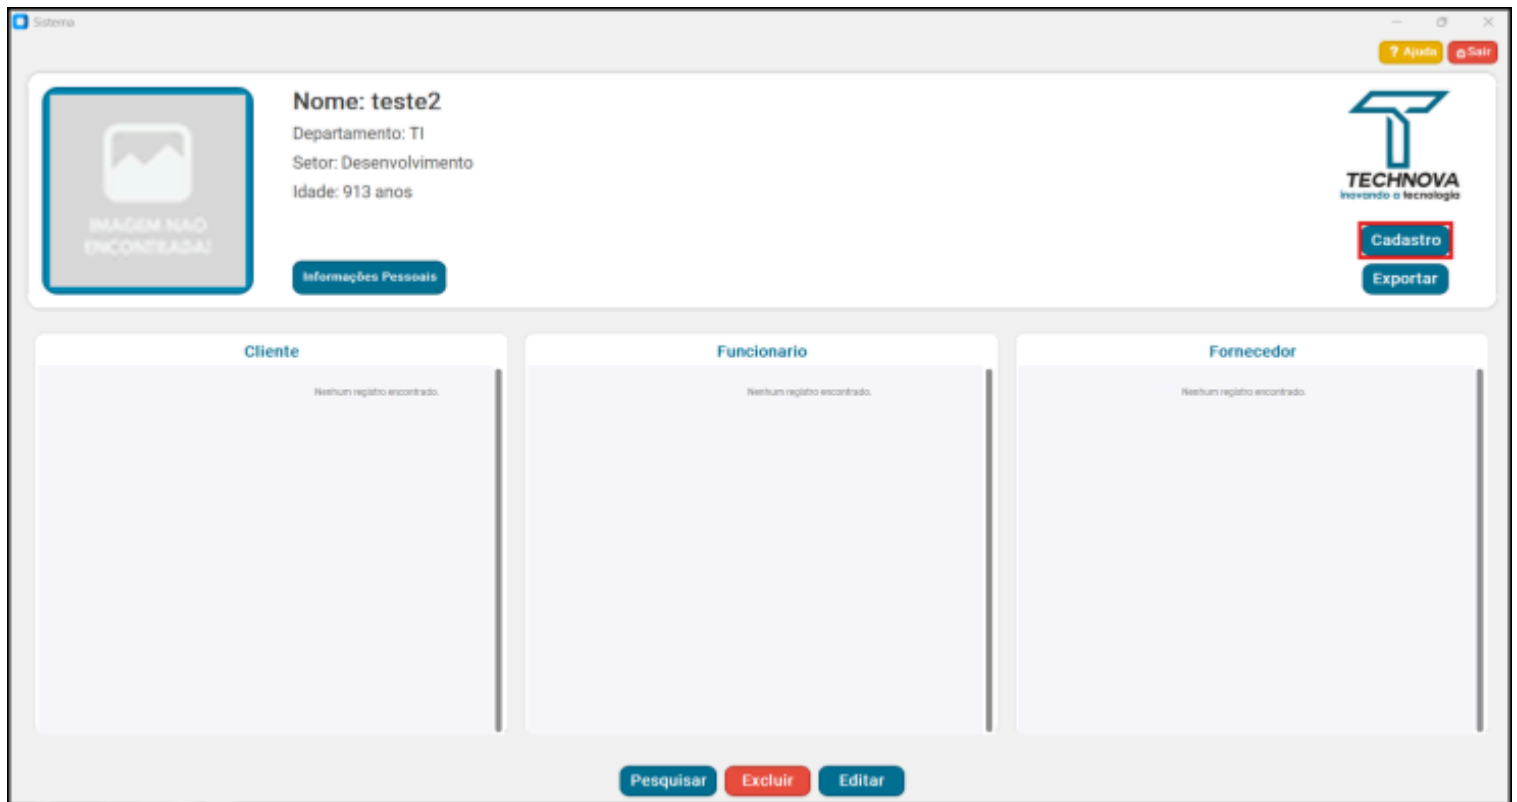 Sistema
? Ajuda
Sair
Nome: teste2
Departamento: TI
Setor: Desenvolvimento
Idade: 913 anos
IMAGEM NAO
ENCONTRADA!
Informações Pessoais
TECHNOVA
inovando a tecnologia
Cadastro
Exportar
Cliente
Funcionario
Fornecedor
Nenhum registro encontrado.
Nenhum registro encontrado.
Nenhum registro encontrado.
Pesquisar
Excluir
Editar